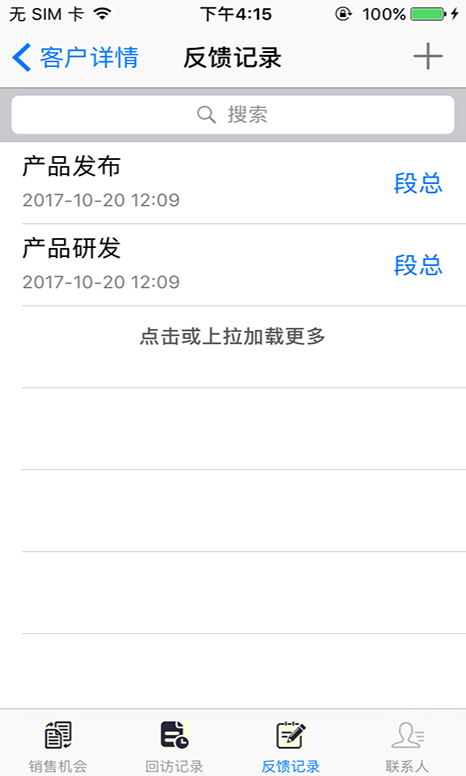 无 SIM 卡 下午4:15 100%
客户详情 反馈记录
搜索
产品发布
2017-10-20 12:09
段总
产品研发
2017-10-20 12:09
段总
点击或上拉加载更多
销售机会 回访记录 反馈记录 联系人